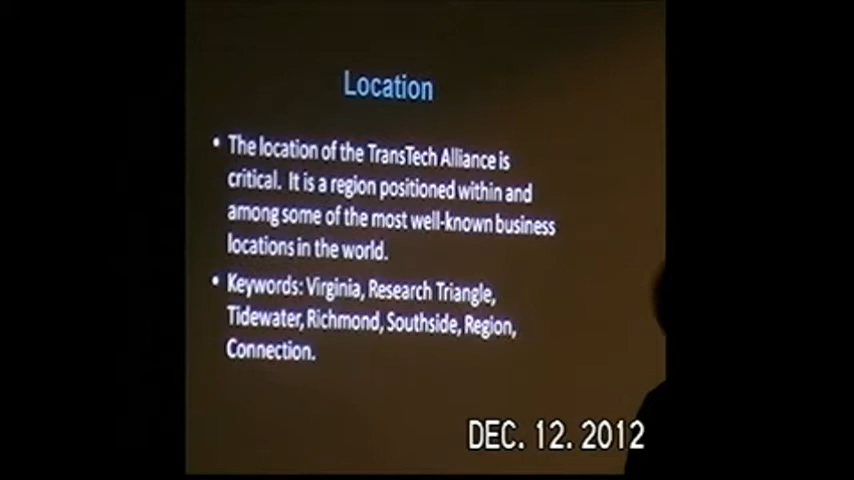 Location
• The location of the TransTech Alliance is
critical. It is a region positioned within and
among some of the most well-known business
locations in the world.
• Keywords: Virginia, Research Triangle,
Tidewater, Richmond, Southside, Region,
Connection.
DEC. 12. 2012